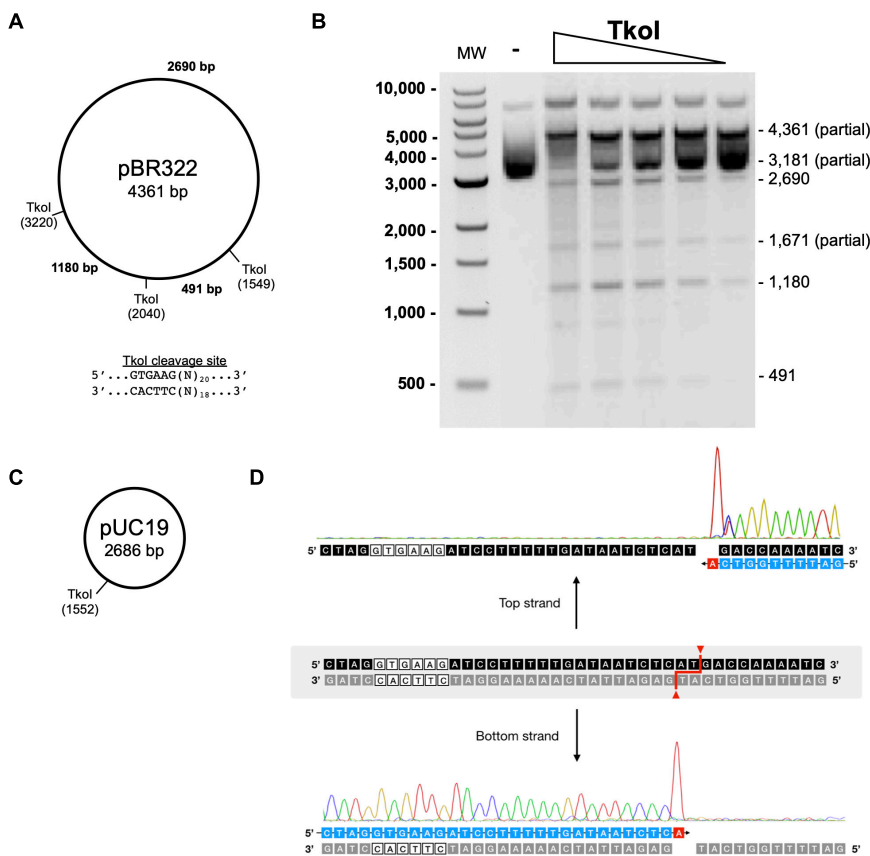 A
2690 bp
pBR322
4361 bp
TkoI
(3220)
1180 bp
TkoI
(2040)
491 bp
TkoI
(1549)
TkoI cleavage site
5′...GTGAAG(N)20...3′
3′...CACTTC(N)18...3′
B
MW
-
TkoI
10,000 -
5,000 -
4,000 -
3,000 -
2,000 -
1,500 -
1,000 -
500 -
- 4,361 (partial)
- 3,181 (partial)
- 2,690
- 1,671 (partial)
- 1,180
- 491
C
pUC19
2686 bp
TkoI
(1552)
D
5' CTAGGTGAAGATCCTTTTTGATAATCTCAT GACCAAAATC 3'
ACTGGTTTTAG 5'
Top strand
5' CTAGGTGAAGATCCTTTTTGATAATCTCATGACCAAAATC 3'
3' GATCCACTTCTAGGAAAAACTATTAGAGTACTGGTTTTAG 5'
Bottom strand
5' CTAGGTGAAGATCCTTTTTGATAATCTCA
3' GATCCACTTCTAGGAAAAACTATTAGAG TACTGGTTTTAG 5'